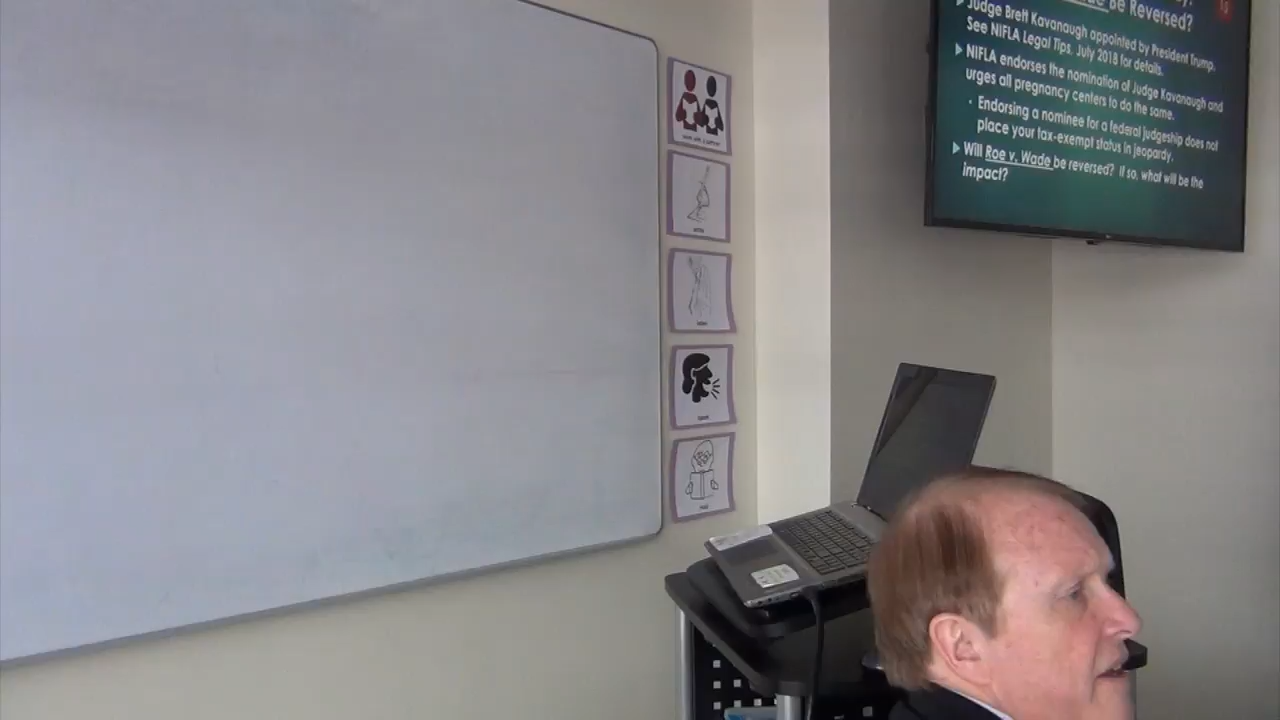 Be Reversed?
Judge Brett Kavanaugh appointed by President Trump.
See NIFLA Legal Tips, July 2018 for details.
NIFLA endorses the nomination of Judge Kavanaugh and
urges all pregnancy centers to do the same.
Endorsing a nominee for a federal judgeship does not
place your tax-exempt status in jeopardy.
Will Roe v. Wade be reversed? If so, what will be the
impact?